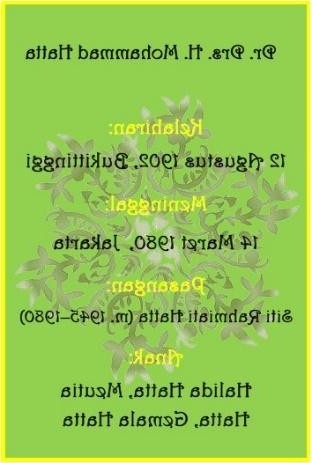 Dr. Drs. H. Mohammad Hatta
Kelahiran:
12 Agustus 1902, Bukittinggi
Meninggal:
14 Maret 1980, Jakarta
Pasangan:
Siti Rahmiati Hatta (m. 1945–1980)
Anak:
Halida Hatta, Meutia
Hatta, Gemala Hatta